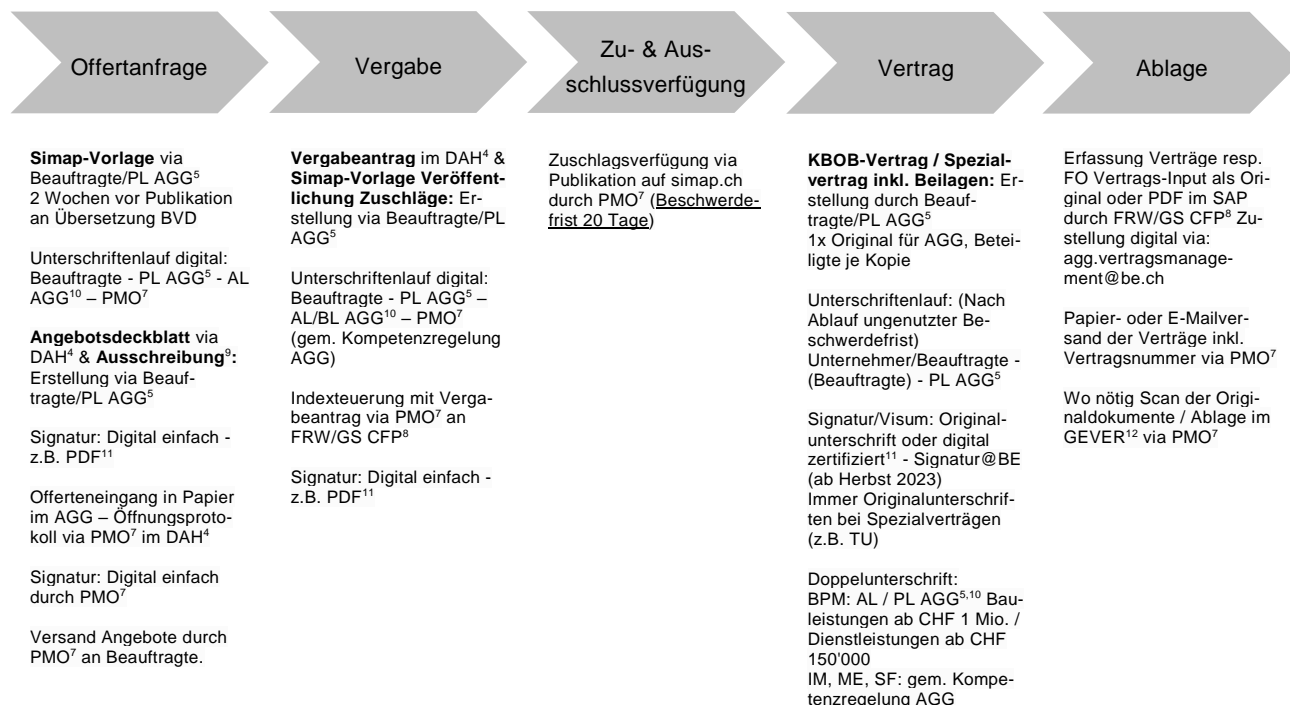 Offertanfrage
Vergabe
Zu- & Aus-
schlussverfügung
Vertrag
Ablage
Simap-Vorlage via
Beauftragte/PL AGG⁵
2 Wochen vor Publikation
an Übersetzung BVD
Unterschriftenlauf digital:
Beauftragte - PL AGG⁵ - AL
AGG¹⁰ – PMO⁷
Angebotsdeckblatt via
DAH⁴ & Ausschreibung⁹:
Erstellung via Beauf-
tragte/PL AGG⁵
Signatur: Digital einfach -
z.B. PDF¹¹
Offerteneingang in Papier
im AGG – Öffnungsproto-
koll via PMO⁷ im DAH⁴
Signatur: Digital einfach
durch PMO⁷
Versand Angebote durch
PMO⁷ an Beauftragte.
Vergabeantrag im DAH⁴ &
Simap-Vorlage Veröffent-
lichung Zuschläge: Er-
stellung via Beauftragte/PL
AGG⁵
Unterschriftenlauf digital:
Beauftragte - PL AGG⁵ –
AL/BL AGG¹⁰ – PMO⁷
(gem. Kompetenzregelung
AGG)
Indexteuerung mit Verga-
beantrag via PMO⁷ an
FRW/GS CFP⁸
Signatur: Digital einfach -
z.B. PDF¹¹
Zuschlagsverfügung via
Publikation auf simap.ch
durch PMO⁷ (Beschwerde-
frist 20 Tage)
KBOB-Vertrag / Spezial-
vertrag inkl. Beilagen: Er-
stellung durch Beauf-
tragte/PL AGG⁵
1x Original für AGG, Betei-
ligte je Kopie
Unterschriftenlauf: (Nach
Ablauf ungenutzter Be-
schwerdefrist)
Unternehmer/Beauftragte -
(Beauftragte) - PL AGG⁵
Signatur/Visum: Original-
unterschrift oder digital
zertifiziert¹¹ - Signatur@BE
(ab Herbst 2023)
Immer Originalunterschrif-
ten bei Spezialverträgen
(z.B. TU)
Doppelunterschrift:
BPM: AL / PL AGG⁵,¹⁰ Bau-
leistungen ab CHF 1 Mio. /
Dienstleistungen ab CHF
150'000
IM, ME, SF: gem. Kompe-
tenzregelung AGG
Erfassung Verträge resp.
FO Vertrags-Input als Ori-
ginal oder PDF im SAP
durch FRW/GS CFP⁸ Zu-
stellung digital via:
agg.vertragsmanage-
ment@be.ch
Papier- oder E-Mailver-
sand der Verträge inkl.
Vertragsnummer via PMO⁷
Wo nötig Scan der Origi-
naldokumente / Ablage im
GEVER¹² via PMO⁷